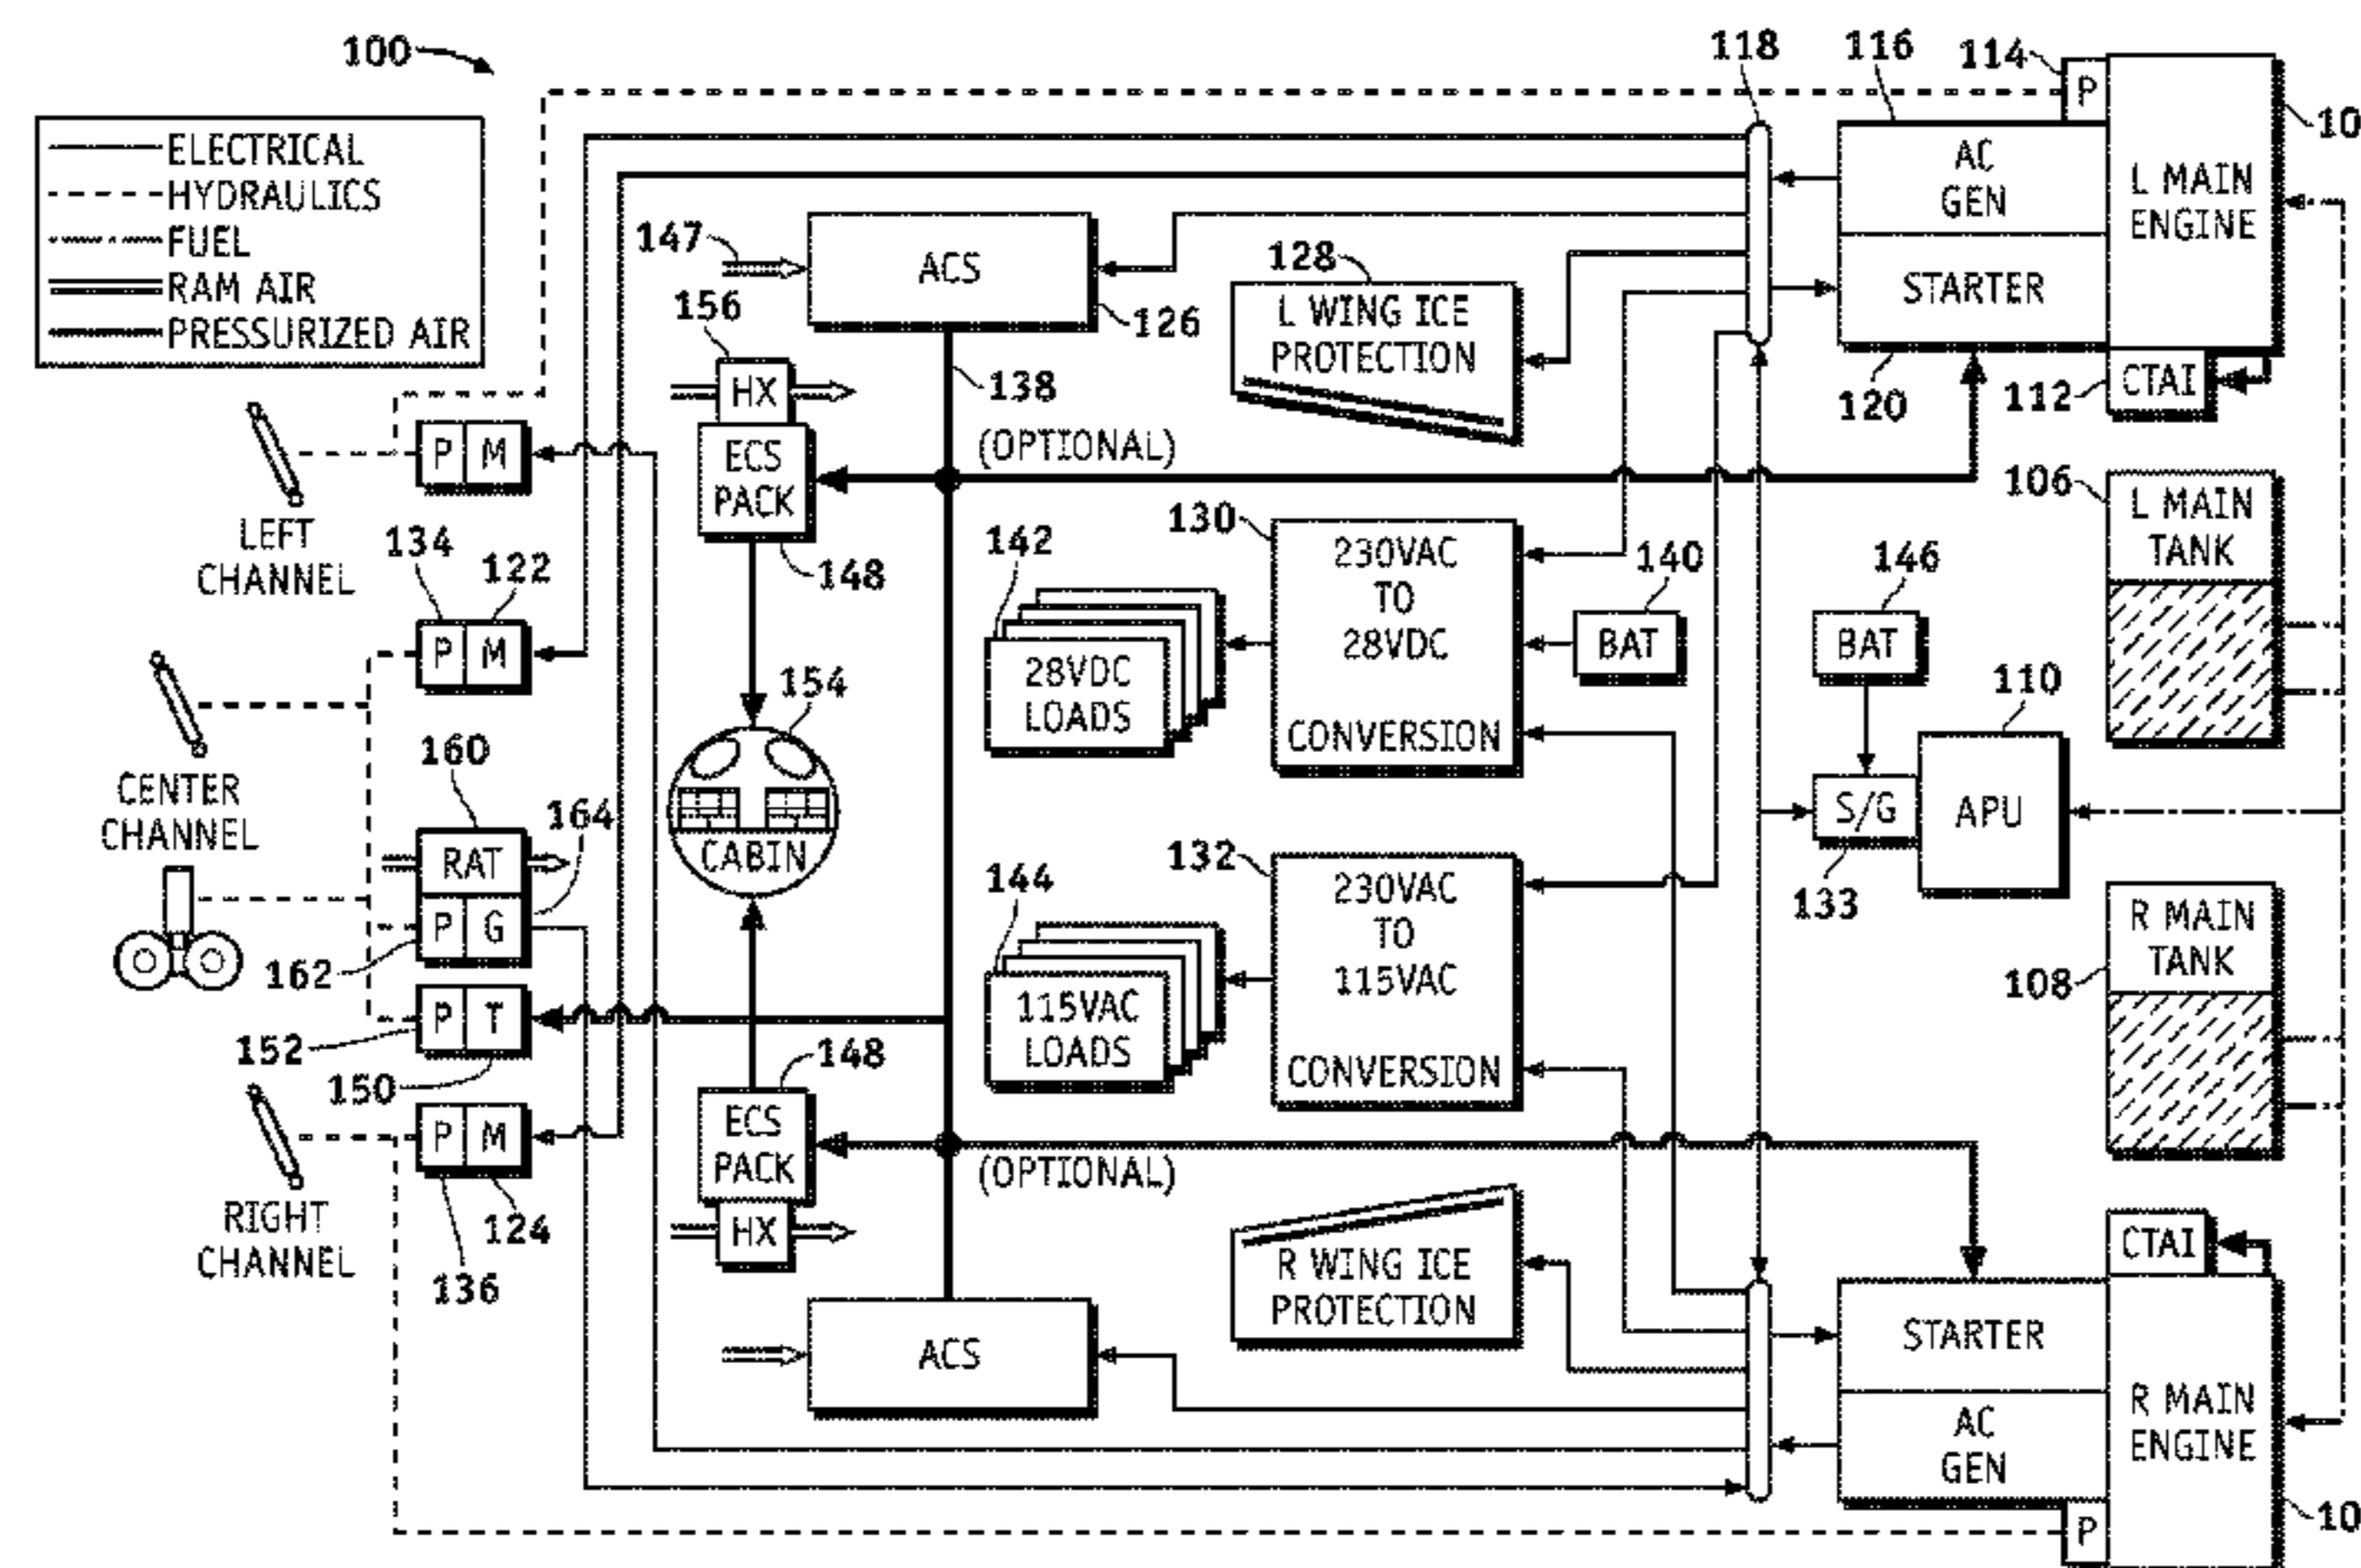 100
118
116
114
10
ELECTRICAL
HYDRAULICS
FUEL
RAM AIR
PRESSURIZED AIR
P
AC
GEN
L MAIN
ENGINE
STARTER
CTAI
120
112
147
ACS
126
128
L WING ICE
PROTECTION
156
HX
138
(OPTIONAL)
ECS
PACK
148
P M
LEFT
CHANNEL
134
122
P M
106
L MAIN
TANK
130
230VAC
TO
28VDC
CONVERSION
142
28VDC
LOADS
140
BAT
146
BAT
110
S/G
APU
133
154
CABIN
CENTER
CHANNEL
160
164
RAT
P G
162
132
230VAC
TO
115VAC
CONVERSION
144
115VAC
LOADS
R MAIN
TANK
108
P T
152
150
148
ECS
PACK
HX
(OPTIONAL)
P M
RIGHT
CHANNEL
124
136
R WING ICE
PROTECTION
ACS
CTAI
STARTER
R MAIN
ENGINE
AC
GEN
P
10